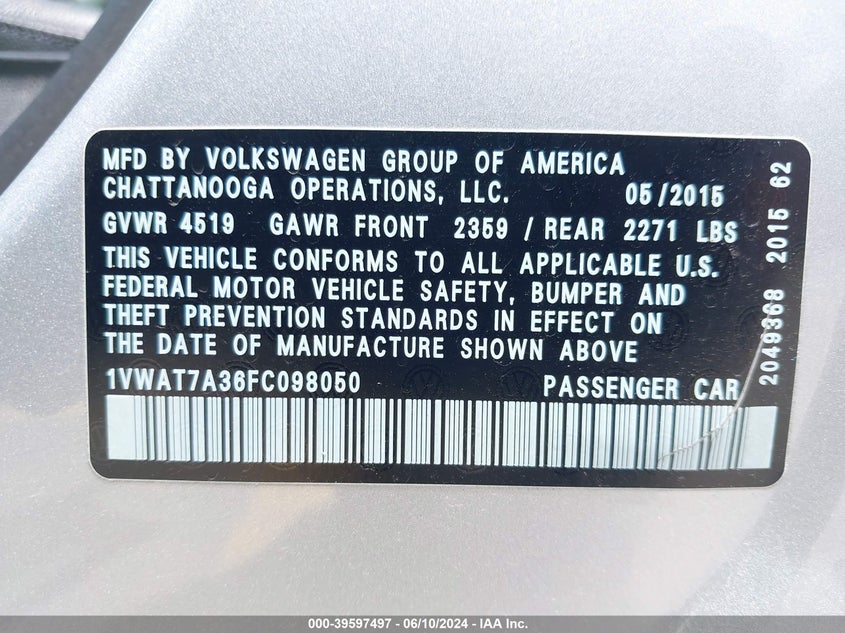 MFD BY VOLKSWAGEN GROUP OF AMERICA
CHATTANOOGA OPERATIONS, LLC. 05/2015
GVWR 4519 GAWR FRONT 2359 / REAR 2271 LBS
THIS VEHICLE CONFORMS TO ALL APPLICABLE U.S.
FEDERAL MOTOR VEHICLE SAFETY, BUMPER AND
THEFT PREVENTION STANDARDS IN EFFECT ON
THE DATE OF MANUFACTURE SHOWN ABOVE
1VWAT7A36FC098050 PASSENGER CAR
2049368 2015 62
000-39597497 - 06/10/2024 - IAA Inc.